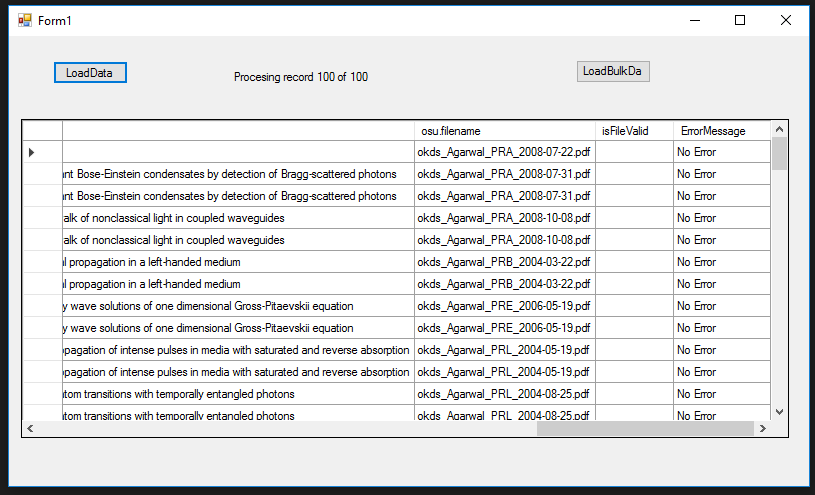 Form1
LoadData
Procesing record 100 of 100
LoadBulkDa
osu.filename isFileValid ErrorMessage
okds_Agarwal_PRA_2008-07-22.pdf No Error
Bose-Einstein condensates by detection of Bragg-scattered photons okds_Agarwal_PRA_2008-07-31.pdf No Error
Bose-Einstein condensates by detection of Bragg-scattered photons okds_Agarwal_PRA_2008-07-31.pdf No Error
of nonclassical light in coupled waveguides okds_Agarwal_PRA_2008-10-08.pdf No Error
of nonclassical light in coupled waveguides okds_Agarwal_PRA_2008-10-08.pdf No Error
propagation in a left-handed medium okds_Agarwal_PRB_2004-03-22.pdf No Error
propagation in a left-handed medium okds_Agarwal_PRB_2004-03-22.pdf No Error
wave solutions of one dimensional Gross-Pitaevskii equation okds_Agarwal_PRE_2006-05-19.pdf No Error
wave solutions of one dimensional Gross-Pitaevskii equation okds_Agarwal_PRE_2006-05-19.pdf No Error
of intense pulses in media with saturated and reverse absorption okds_Agarwal_PRL_2004-05-19.pdf No Error
of intense pulses in media with saturated and reverse absorption okds_Agarwal_PRL_2004-05-19.pdf No Error
transitions with temporally entangled photons okds_Agarwal_PRL_2004-08-25.pdf No Error
transitions with temporally entangled photons okds_Agarwal_PRL_2004-08-25.pdf No Error